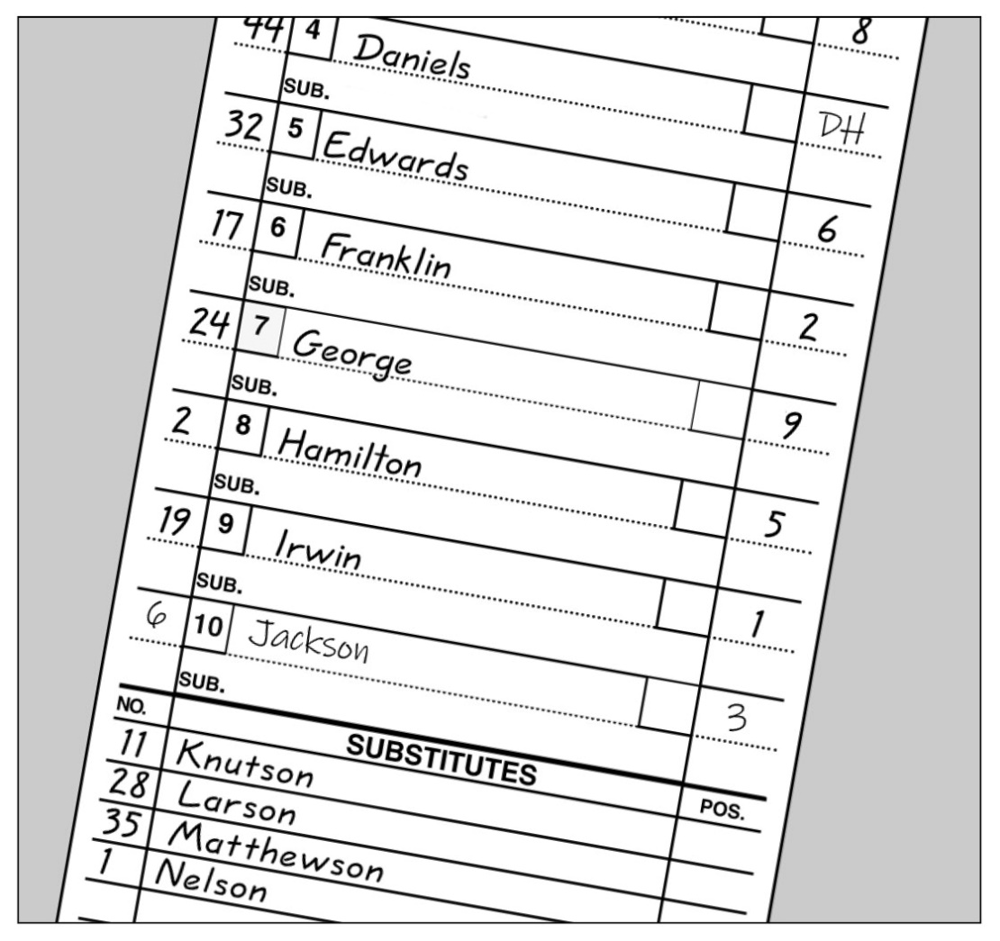 8
44 4 Daniels DH
SUB.
32 5 Edwards 6
SUB.
17 6 Franklin 2
SUB.
24 7 George 9
SUB.
2 8 Hamilton 5
SUB.
19 9 Irwin 1
SUB.
6 10 Jackson 3
SUB.
NO. SUBSTITUTES POS.
11 Knutson
28 Larson
35 Matthewson
1 Nelson